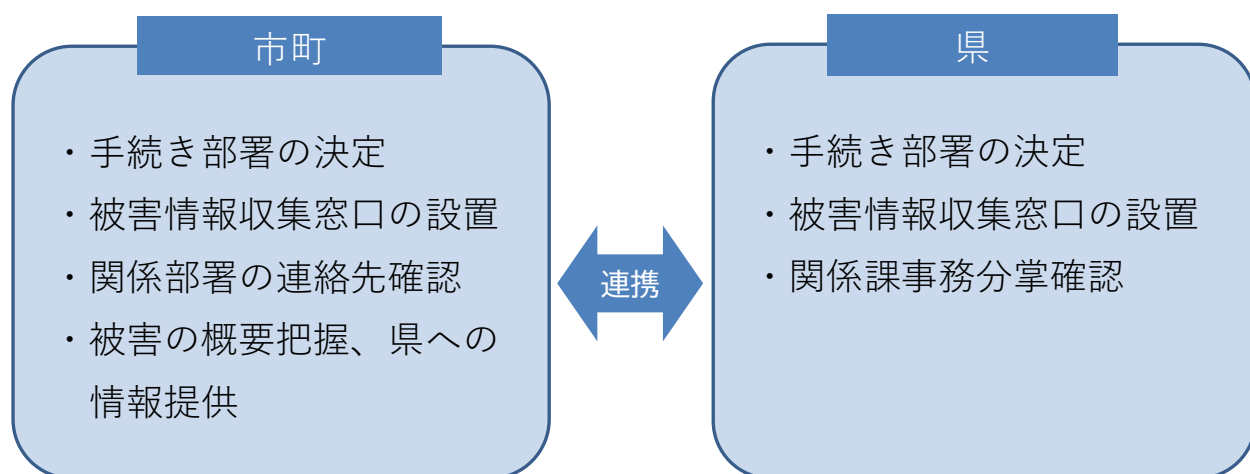 市町
・手続き部署の決定
・被害情報収集窓口の設置
・関係部署の連絡先確認
・被害の概要把握、県への
情報提供
連携
県
・手続き部署の決定
・被害情報収集窓口の設置
・関係課事務分掌確認